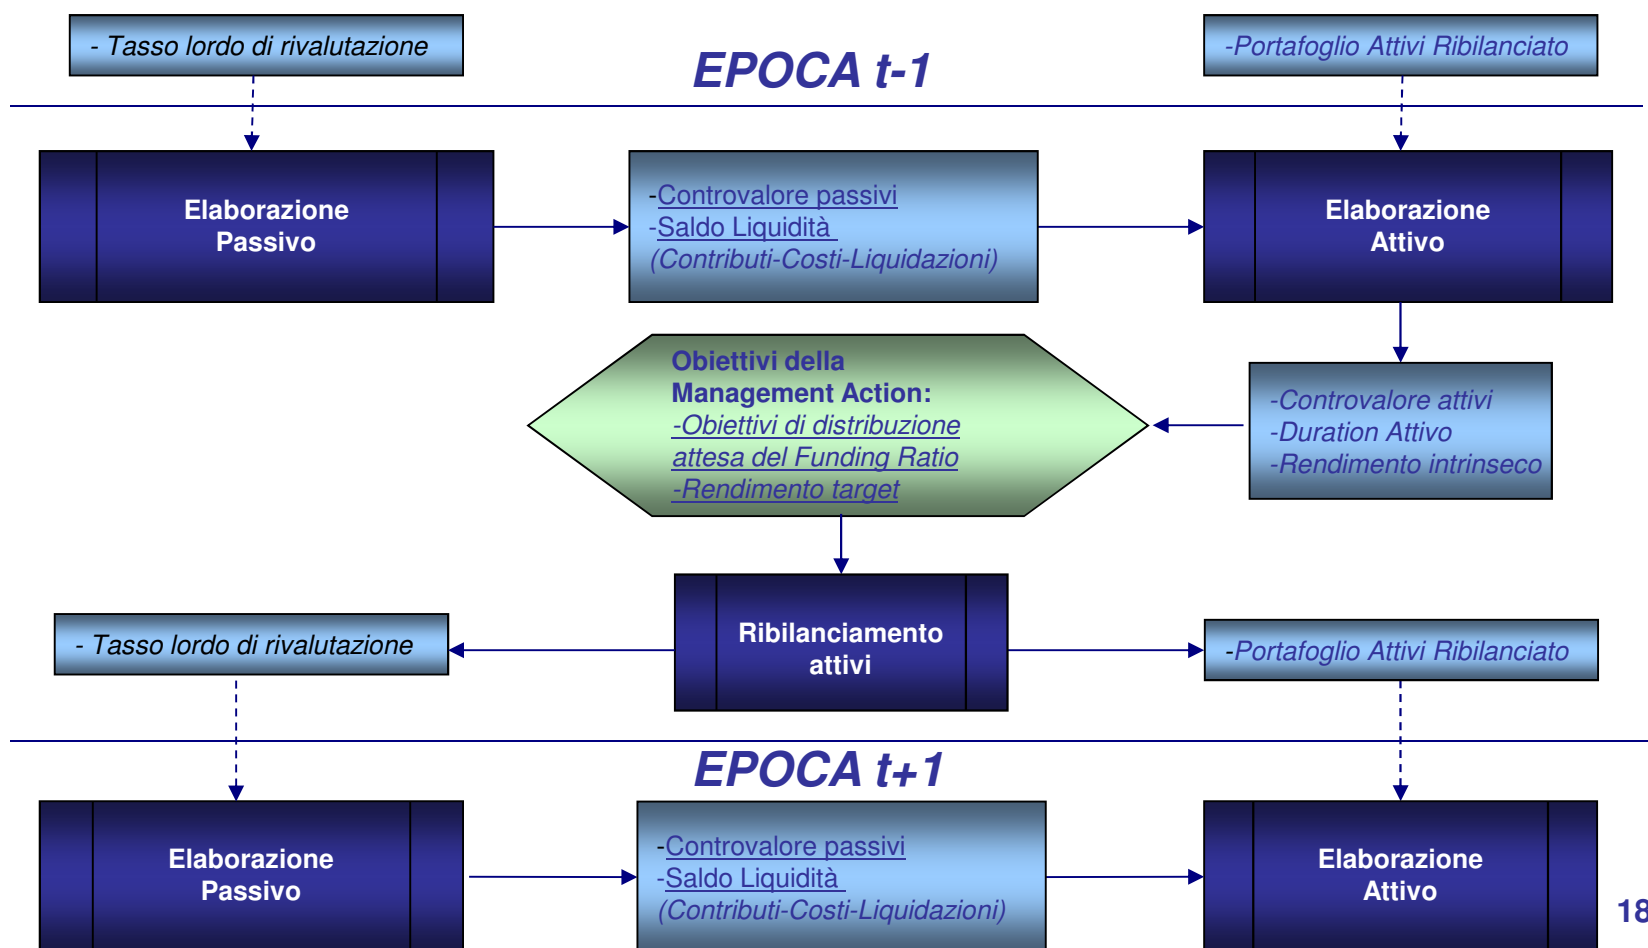 - Tasso lordo di rivalutazione
EPOCA t-1
-Portafoglio Attivi Ribilanciato
Elaborazione
Passivo
-Controvalore passivi
-Saldo Liquidità
(Contributi-Costi-Liquidazioni)
Elaborazione
Attivo
Obiettivi della
Management Action:
-Obiettivi di distribuzione
attesa del Funding Ratio
-Rendimento target
-Controvalore attivi
-Duration Attivo
-Rendimento intrinseco
- Tasso lordo di rivalutazione
Ribilanciamento
attivi
-Portafoglio Attivi Ribilanciato
EPOCA t+1
Elaborazione
Passivo
-Controvalore passivi
-Saldo Liquidità
(Contributi-Costi-Liquidazioni)
Elaborazione
Attivo
18